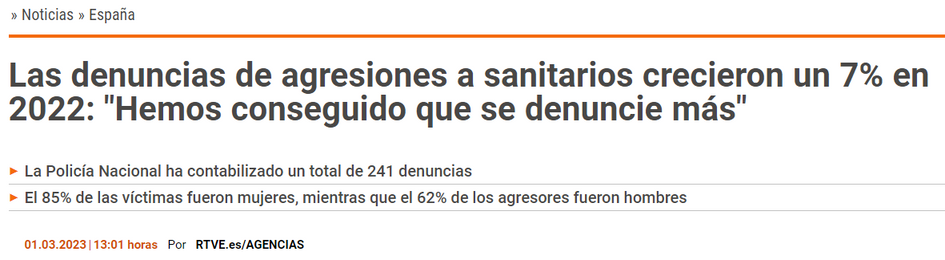 » Noticias » España
Las denuncias de agresiones a sanitarios crecieron un 7% en
2022: "Hemos conseguido que se denuncie más"
► La Policía Nacional ha contabilizado un total de 241 denuncias
► El 85% de las víctimas fueron mujeres, mientras que el 62% de los agresores fueron hombres
01.03.2023 | 13:01 horas Por RTVE.es/AGENCIAS